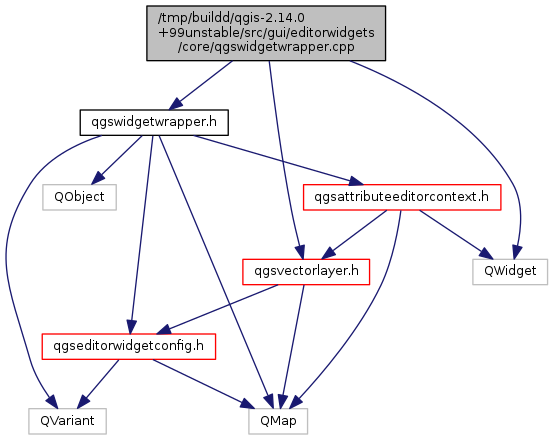 /tmp/buildd/qgis-2.14.0
+99unstable/src/gui/editorwidgets
/core/qgswidgetwrapper.cpp
qgswidgetwrapper.h
QObject
qgsattributeeditorcontext.h
qgsvectorlayer.h
QWidget
qgseditorwidgetconfig.h
QVariant
QMap